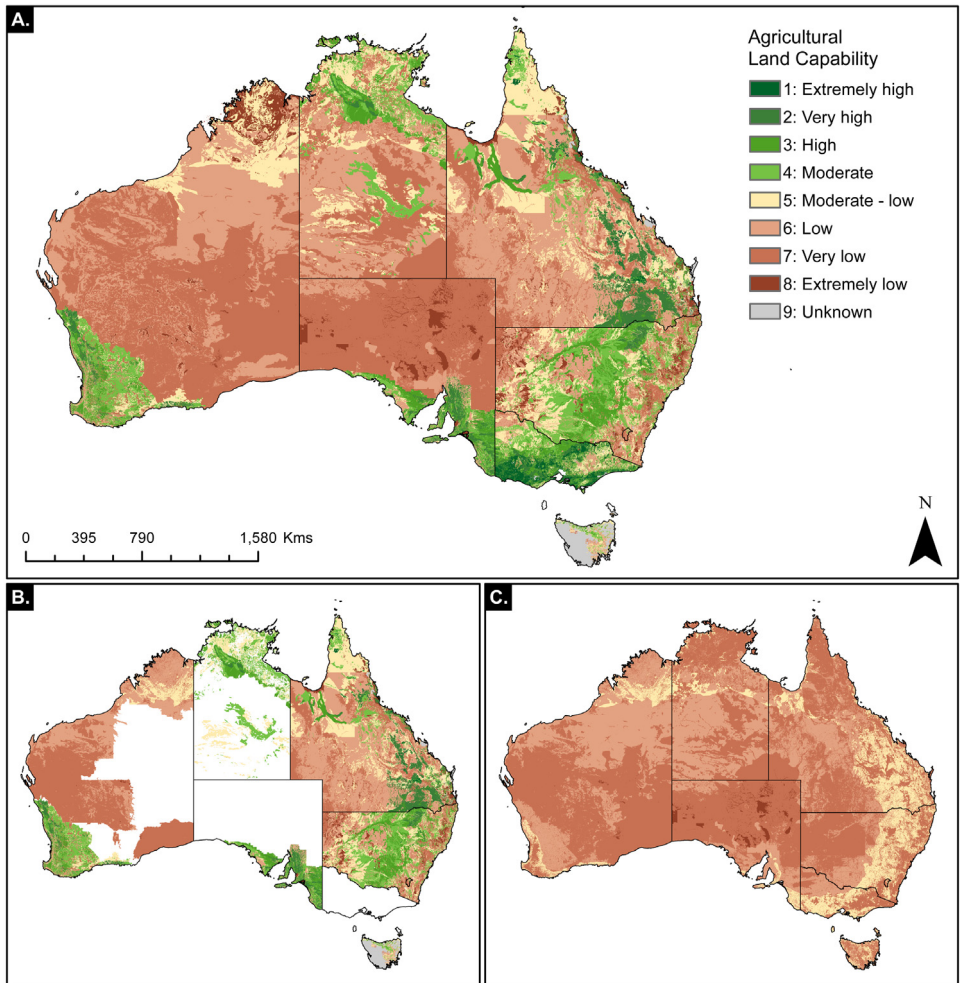 A.
Agricultural
Land Capability
1: Extremely high
2: Very high
3: High
4: Moderate
5: Moderate - low
6: Low
7: Very low
8: Extremely low
9: Unknown
N
0 395 790 1,580 Kms
B.
C.